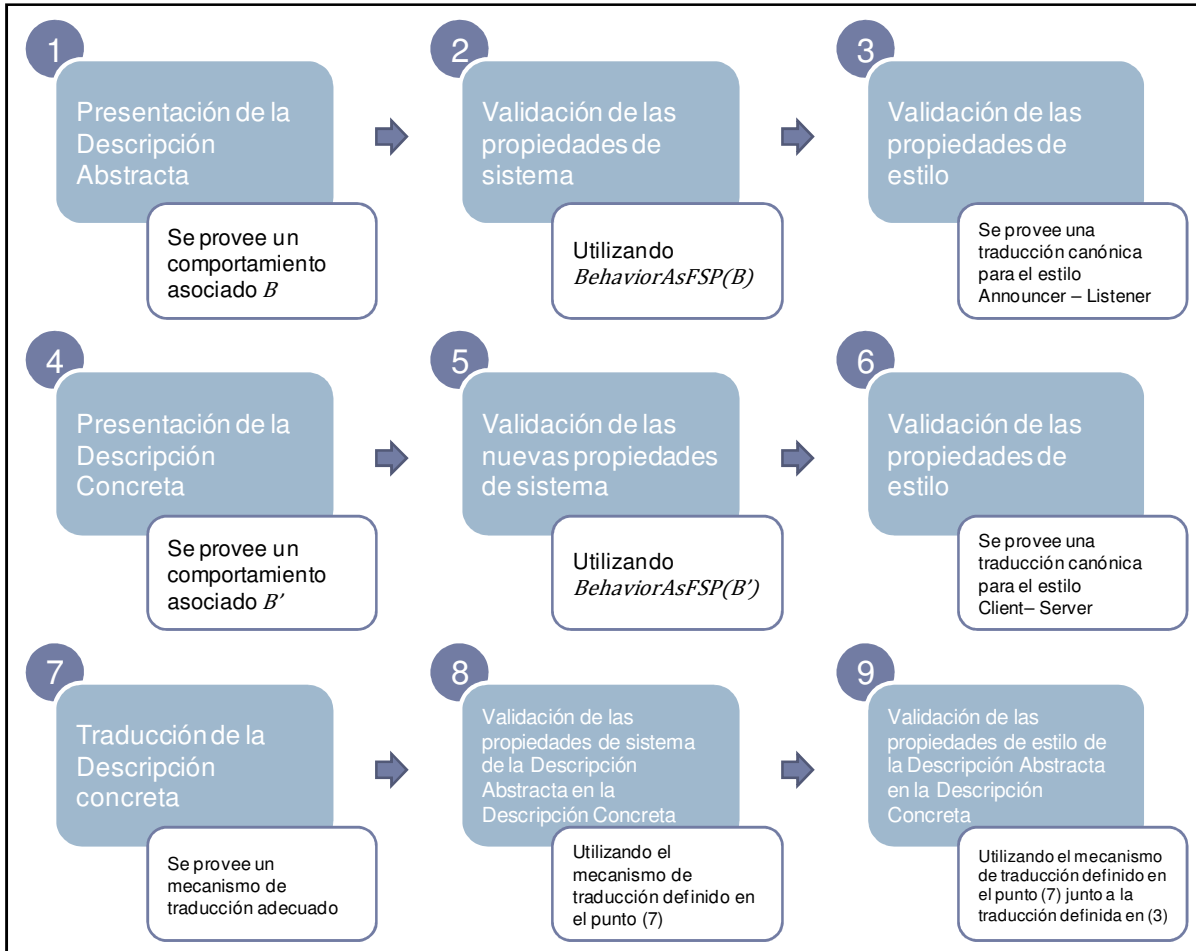 1
Presentación de la
Descripción
Abstracta
Se provee un
comportamiento
asociado B
2
Validación de las
propiedades de
sistema
Utilizando
BehaviorAsFSP(B)
3
Validación de las
propiedades de
estilo
Se provee una
traducción canónica
para el estilo
Announcer – Listener
4
Presentación de la
Descripción
Concreta
Se provee un
comportamiento
asociado B’
5
Validación de las
nuevas propiedades
de sistema
Utilizando
BehaviorAsFSP(B’)
6
Validación de las
propiedades de
estilo
Se provee una
traducción canónica
para el estilo
Client– Server
7
Traducción de la
Descripción
concreta
Se provee un
mecanismo de
traducción adecuado
8
Validación de las
propiedades de sistema
de la Descripción
Abstracta en la
Descripción Concreta
Utilizando el
mecanismo de
traducción definido en
el punto (7)
9
Validación de las
propiedades de estilo de
la Descripción Abstracta
en la Descripción
Concreta
Utilizando el mecanismo
de traducción definido en
el punto (7) junto a la
traducción definida en (3)